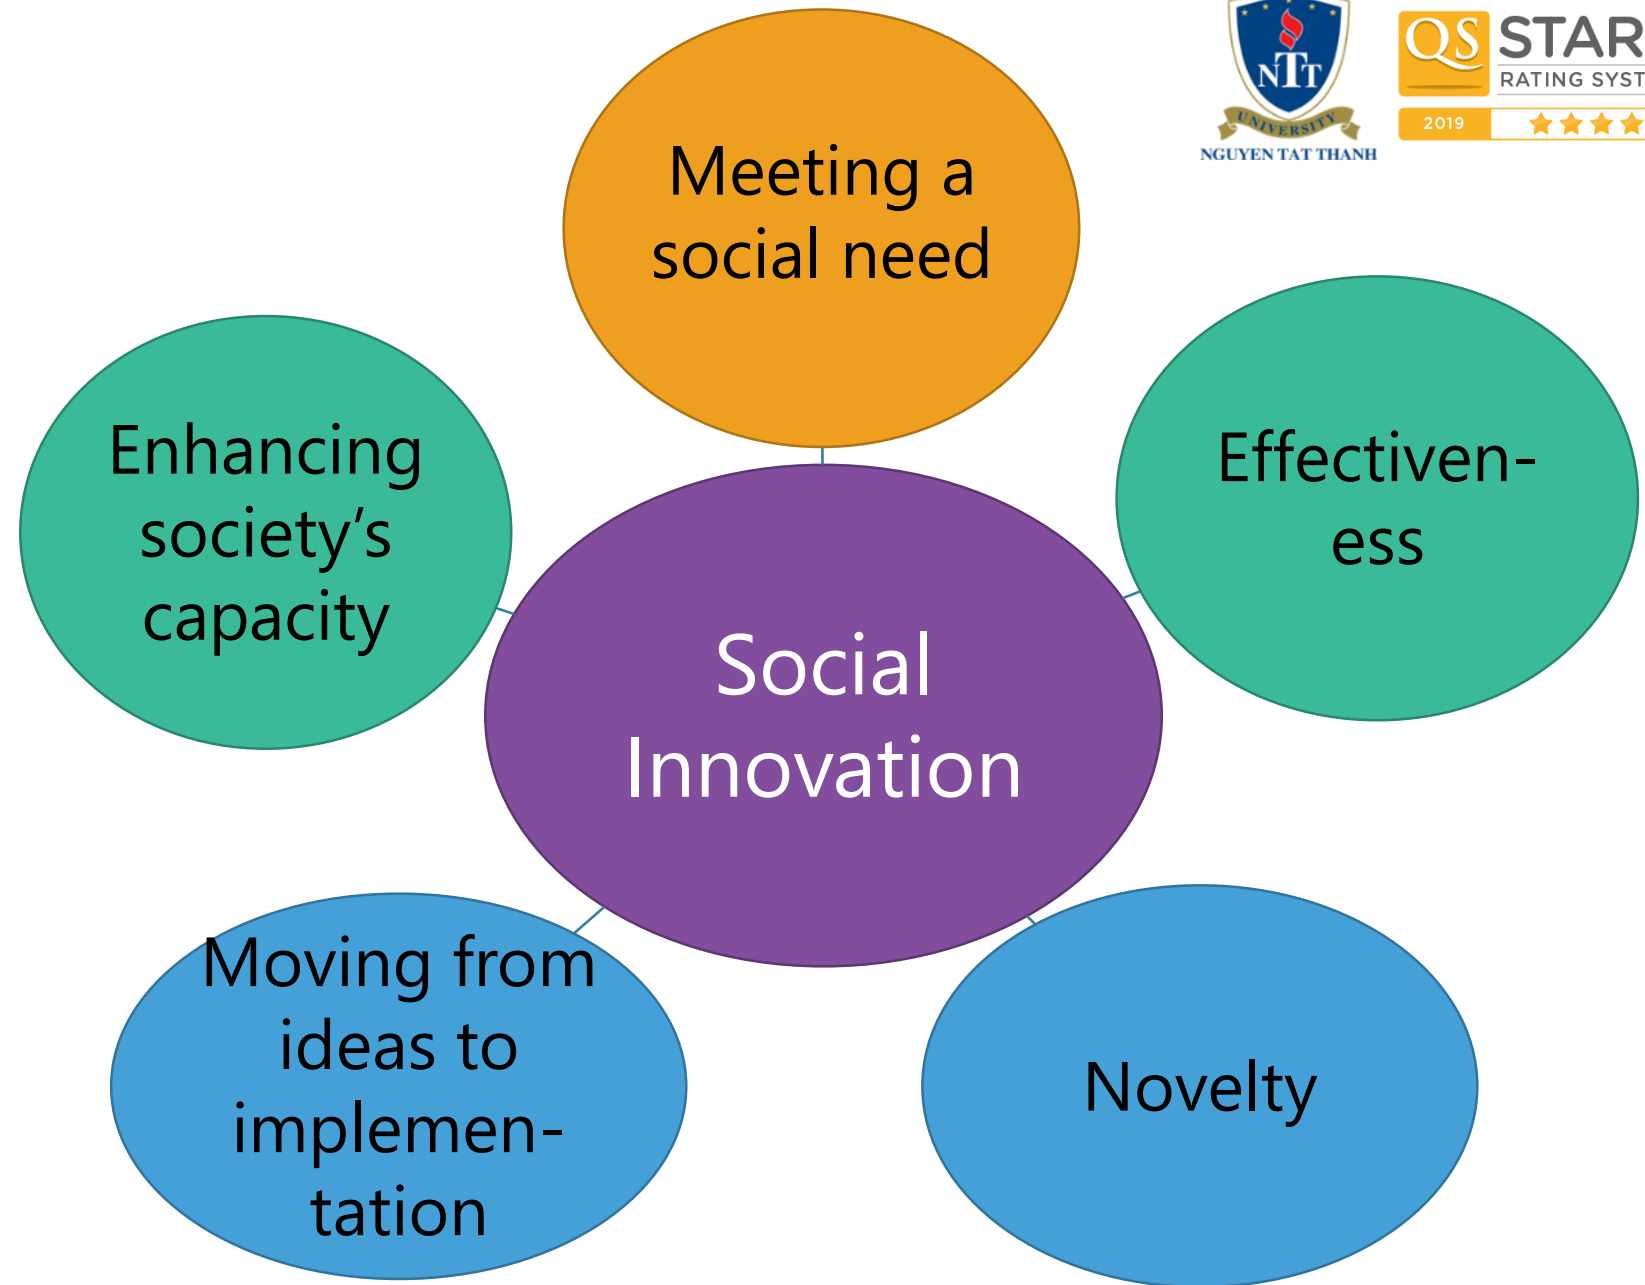 NTT
UNIVERSITY
NGUYEN TAT THANH
QS STAR
RATING SYST
2019
Meeting a
social need
Effectiven-
ess
Enhancing
society’s
capacity
Social
Innovation
Moving from
ideas to
implemen-
tation
Novelty